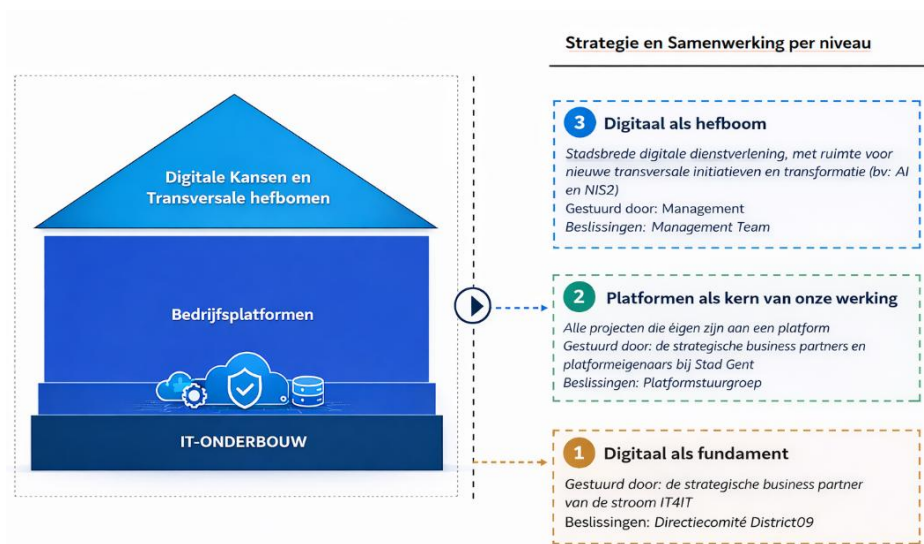 Strategie en Samenwerking per niveau
Digitale Kansen en
Transversale hefbomen
Bedrijfsplatformen
IT-ONDERBOUW
3 Digitaal als hefboom
Stadsbrede digitale dienstverlening, met ruimte voor
nieuwe transversale initiatieven en transformatie (bv: AI
en NIS2)
Gestuurd door: Management
Beslissingen: Management Team
2 Platformen als kern van onze werking
Alle projecten die éigen zijn aan een platform
Gestuurd door: de strategische business partners en
platformeigenaars bij Stad Gent
Beslissingen: Platformstuurgroep
1 Digitaal als fundament
Gestuurd door: de strategische business partner
van de stroom IT4IT
Beslissingen: Directiecomité District09